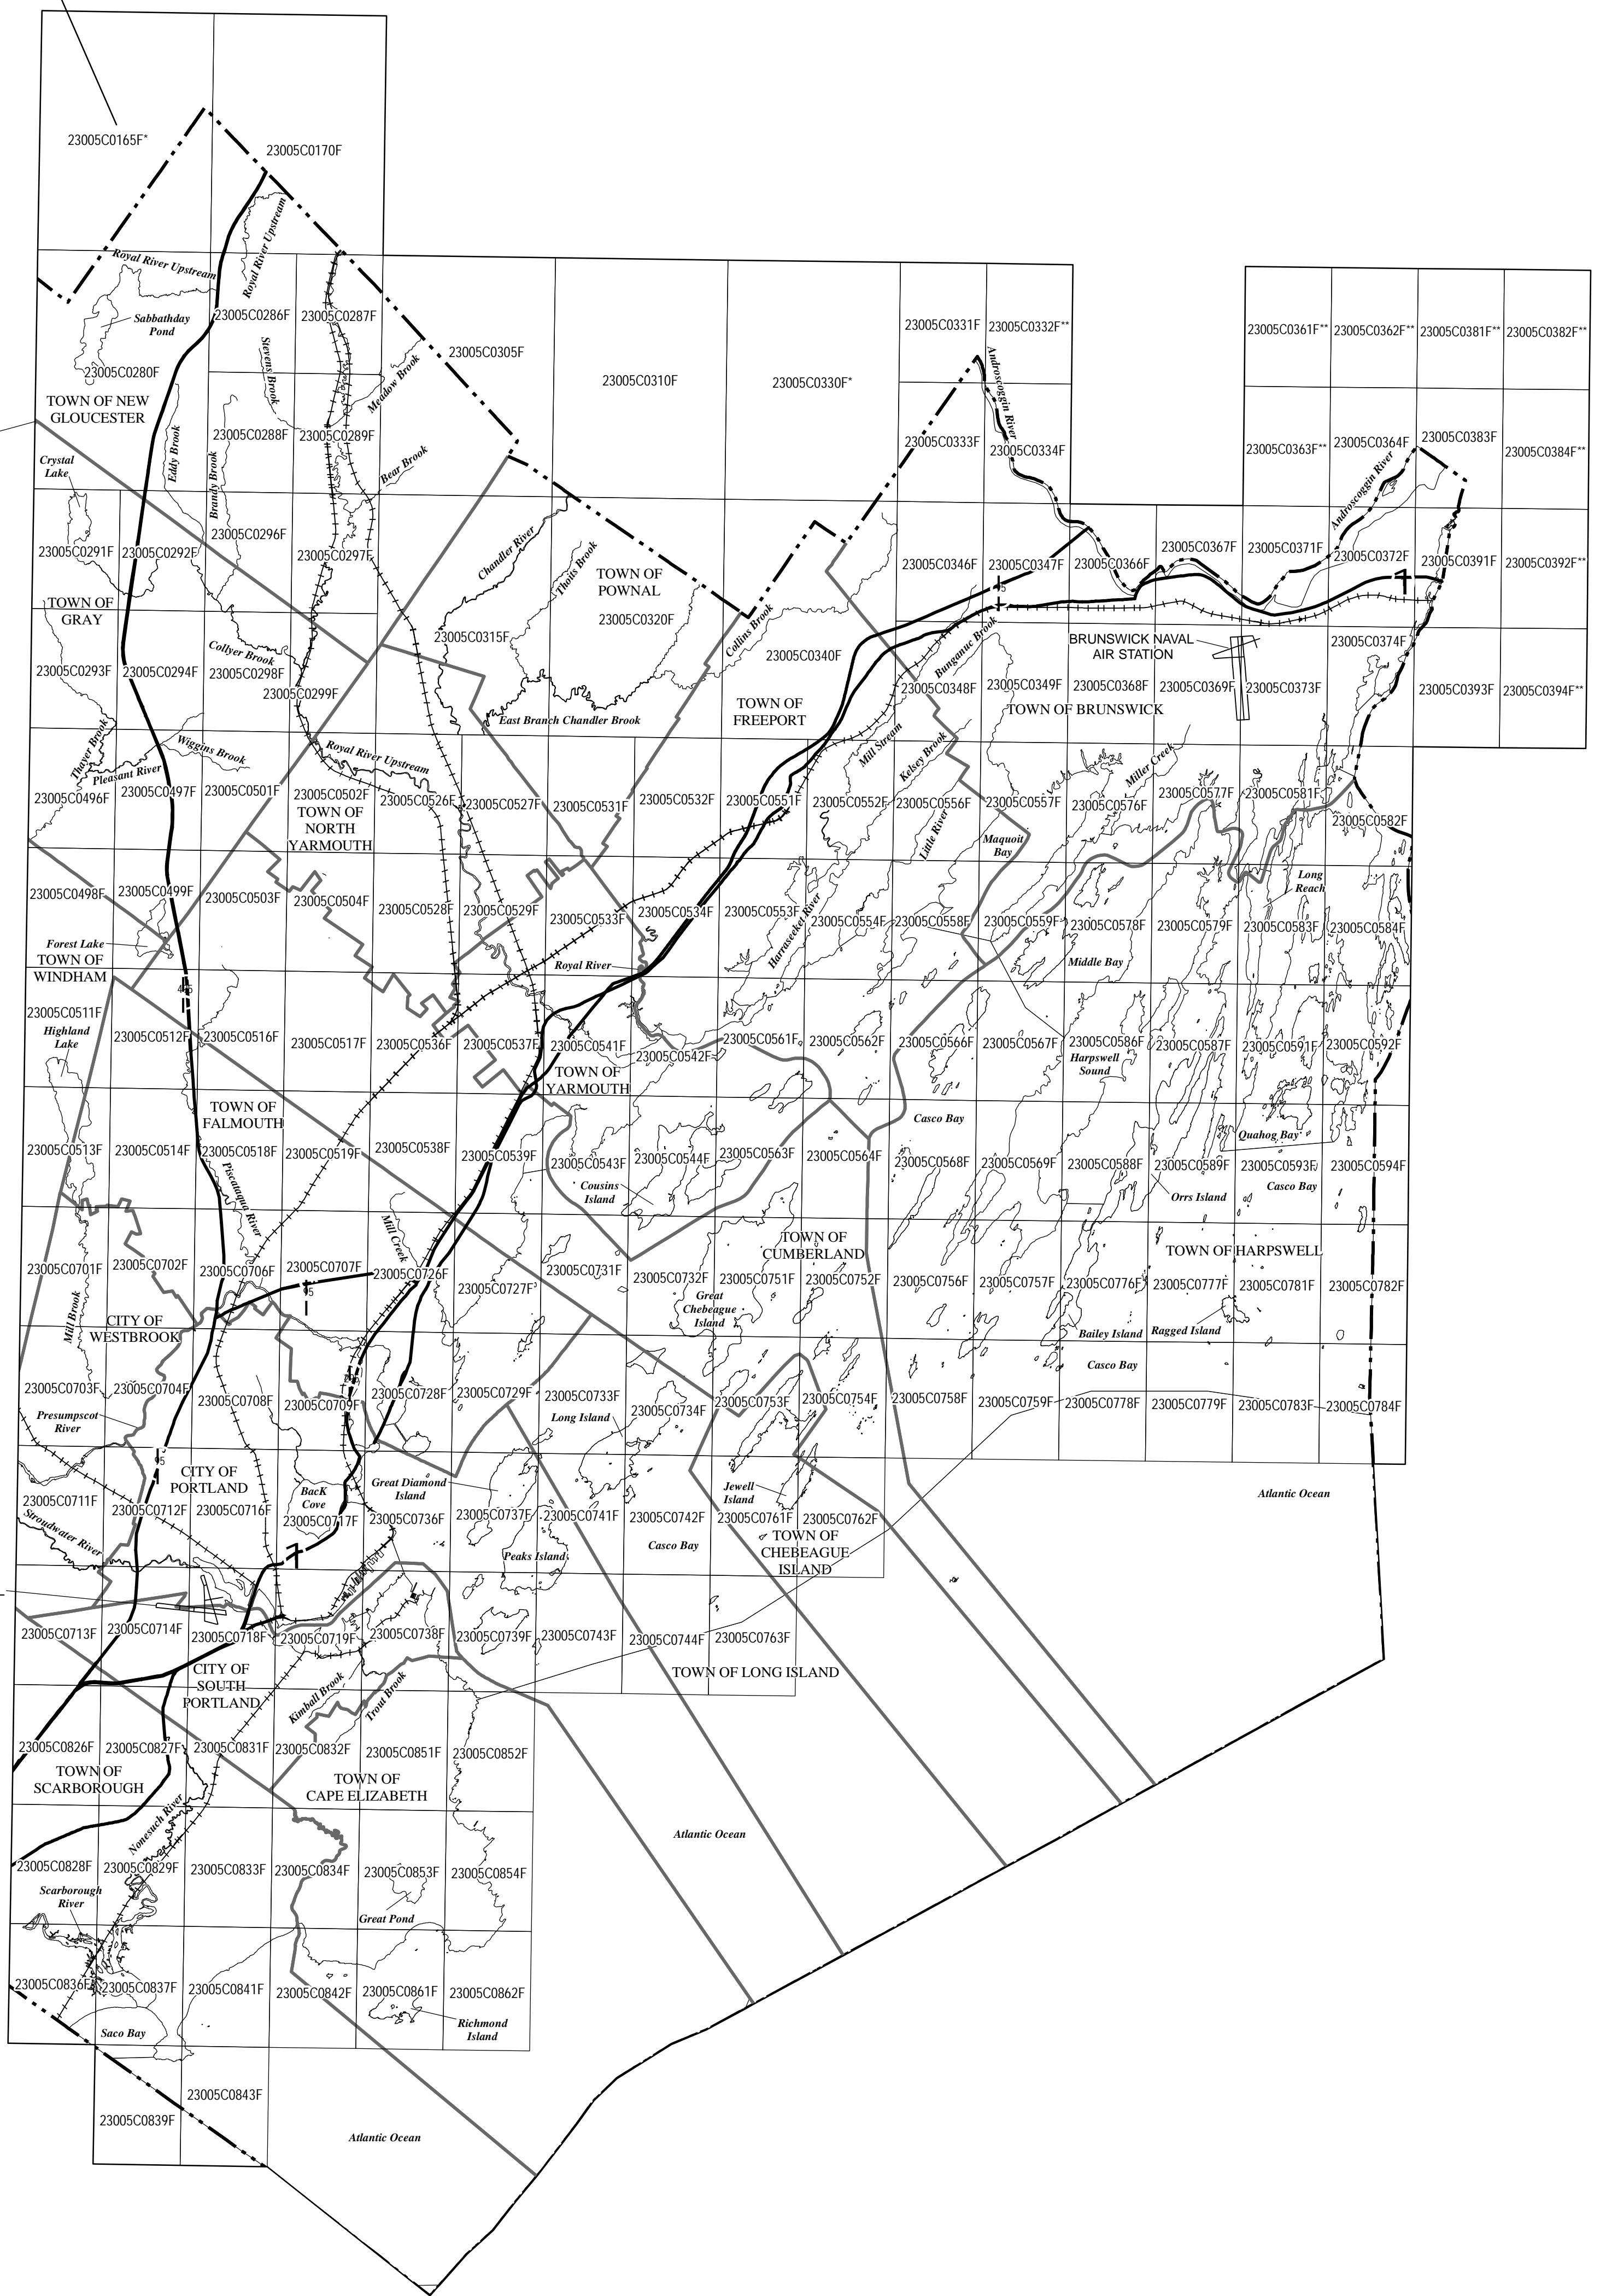 23005C0165F*
23005C0170F
Royal River Upstream
Royal River Upstream
Sabbathday
Pond
23005C0286F
23005C0287F
23005C0280F
Stevens Brook
Meadow Brook
23005C0305F
23005C0310F
23005C0330F*
23005C0331F
23005C0332F**
23005C0361F**
23005C0362F**
23005C0381F**
23005C0382F**
Androscoggin River
TOWN OF NEW
GLOUCESTER
23005C0288F
23005C0289F
23005C0333F
23005C0334F
23005C0363F**
23005C0364F
23005C0383F
23005C0384F**
Crystal
Lake
Eddy Brook
Brandy Brook
Bear Brook
Androscoggin River
23005C0291F
23005C0292F
23005C0296F
23005C0297F
Chandler River
Thoits Brook
TOWN OF
POWNAL
23005C0346F
23005C0347F
23005C0366F
23005C0367F
23005C0371F
23005C0372F
23005C0391F
23005C0392F**
1
TOWN OF
GRAY
23005C0315F
23005C0320F
Collins Brook
23005C0340F
Bunganuc Brook
BRUNSWICK NAVAL
AIR STATION
23005C0374F
Collyer Brook
23005C0293F
23005C0294F
23005C0298F
23005C0299F
23005C0348F
23005C0349F
23005C0368F
23005C0369F
23005C0373F
23005C0393F
23005C0394F**
East Branch Chandler Brook
TOWN OF
FREEPORT
TOWN OF BRUNSWICK
Thayer Brook
Pleasant River
Wiggins Brook
Royal River Upstream
Mill Stream
Kelsey Brook
Miller Creek
23005C0496F
23005C0497F
23005C0501F
23005C0502F
23005C0526F
23005C0527F
23005C0531F
23005C0532F
23005C0551F
23005C0552F
23005C0556F
23005C0557F
23005C0576F
23005C0577F
23005C0581F
23005C0582F
TOWN OF
NORTH
YARMOUTH
Little River
Maquoit
Bay
23005C0498F
23005C0499F
23005C0503F
23005C0504F
23005C0528F
23005C0529F
23005C0533F
23005C0534F
23005C0553F
23005C0554F
23005C0558F
23005C0559F
23005C0578F
23005C0579F
23005C0583F
23005C0584F
Long
Reach
Harraseeket River
Forest Lake
TOWN OF
WINDHAM
Royal River
Middle Bay
23005C0511F
Highland
Lake
23005C0512F
23005C0516F
23005C0517F
23005C0536F
23005C0537F
23005C0541F
23005C0542F
23005C0561F
23005C0562F
23005C0566F
23005C0567F
23005C0586F
23005C0587F
23005C0591F
23005C0592F
Harpswell
Sound
TOWN OF
YARMOUTH
TOWN OF
FALMOUTH
Casco Bay
Quahog Bay
23005C0513F
23005C0514F
23005C0518F
23005C0519F
23005C0538F
23005C0539F
23005C0543F
23005C0544F
23005C0563F
23005C0564F
23005C0568F
23005C0569F
23005C0588F
23005C0589F
23005C0593F
23005C0594F
Piscataqua River
Cousins
Island
Orrs Island
Casco Bay
Mill Creek
TOWN OF
CUMBERLAND
TOWN OF HARPSWELL
23005C0701F
23005C0702F
23005C0706F
23005C0707F
23005C0726F
23005C0727F
23005C0731F
23005C0732F
23005C0751F
23005C0752F
23005C0756F
23005C0757F
23005C0776F
23005C0777F
23005C0781F
23005C0782F
95
Great
Chebeague
Island
Mill Brook
CITY OF
WESTBROOK
Bailey Island
Ragged Island
Casco Bay
23005C0703F
23005C0704F
23005C0708F
23005C0709F
23005C0728F
23005C0729F
23005C0733F
23005C0734F
23005C0753F
23005C0754F
23005C0758F
23005C0759F
23005C0778F
23005C0779F
23005C0783F
23005C0784F
Presumpscot
River
Long Island
95
CITY OF
PORTLAND
BacK
Cove
Great Diamond
Island
Jewell
Island
Atlantic Ocean
23005C0711F
23005C0712F
23005C0716F
23005C0717F
23005C0736F
23005C0737F
23005C0741F
23005C0742F
23005C0761F
23005C0762F
Stroudwater River
1
Peaks Island
Casco Bay
TOWN OF
CHEBEAGUE
ISLAND
23005C0713F
23005C0714F
23005C0718F
23005C0719F
23005C0738F
23005C0739F
23005C0743F
23005C0744F
23005C0763F
CITY OF
SOUTH
PORTLAND
Kimball Brook
Trout Brook
TOWN OF LONG ISLAND
23005C0826F
23005C0827F
23005C0831F
23005C0832F
23005C0851F
23005C0852F
TOWN OF
SCARBOROUGH
TOWN OF
CAPE ELIZABETH
Nonesuch River
Atlantic Ocean
23005C0828F
23005C0829F
23005C0833F
23005C0834F
23005C0853F
23005C0854F
Scarborough
River
Great Pond
23005C0836F
23005C0837F
23005C0841F
23005C0842F
23005C0861F
23005C0862F
Saco Bay
Richmond
Island
23005C0843F
23005C0839F
Atlantic Ocean